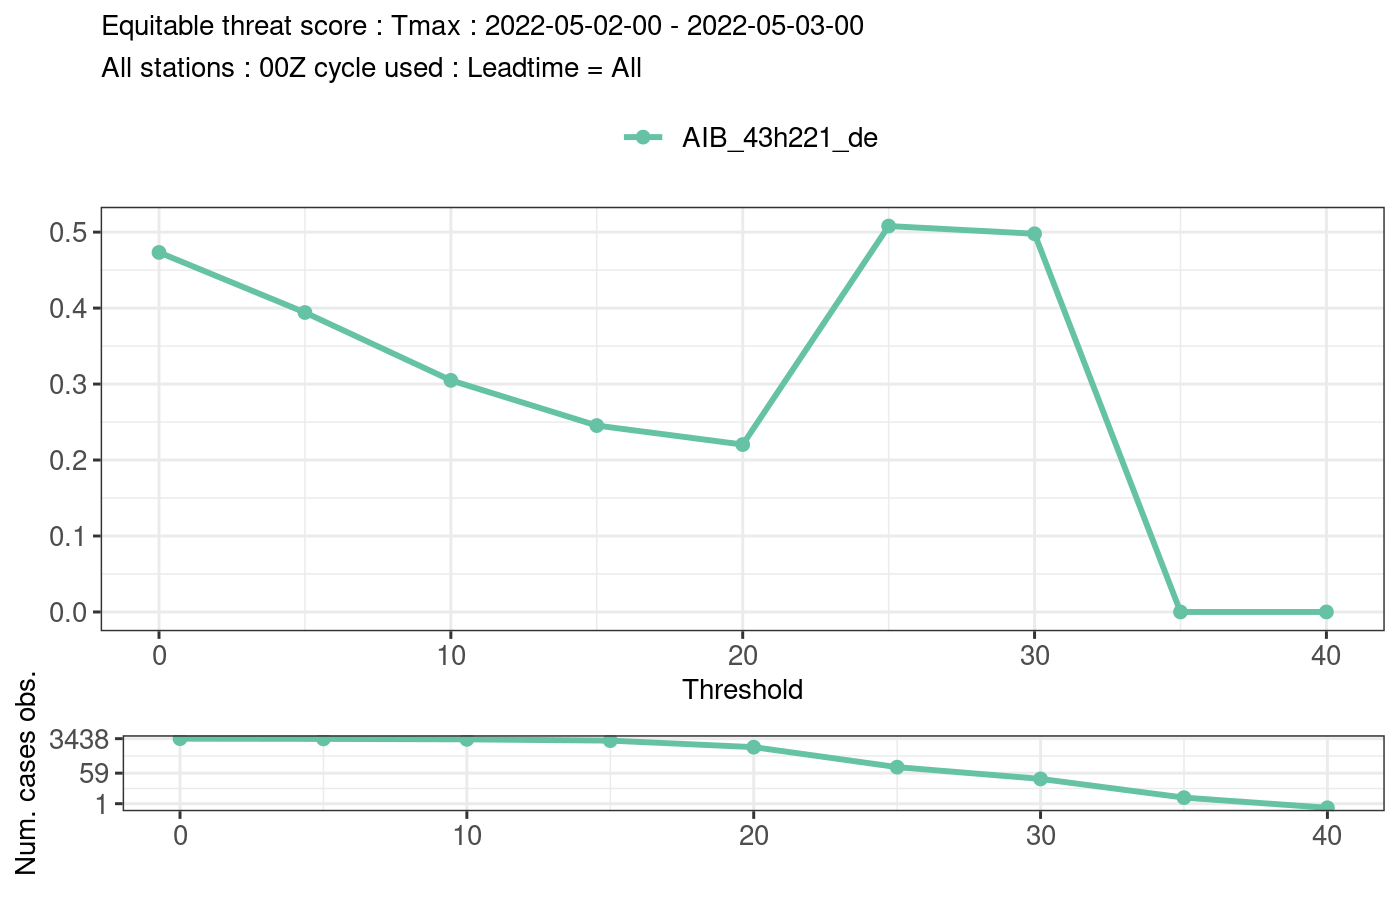 Equitable threat score : Tmax : 2022-05-02-00 - 2022-05-03-00
All stations : 00Z cycle used : Leadtime = All
AIB_43h221_de
0.5
0.4
0.3
0.2
0.1
0.0
0 10 20 30 40
Threshold
Num. cases obs.
3438
59
1
0 10 20 30 40